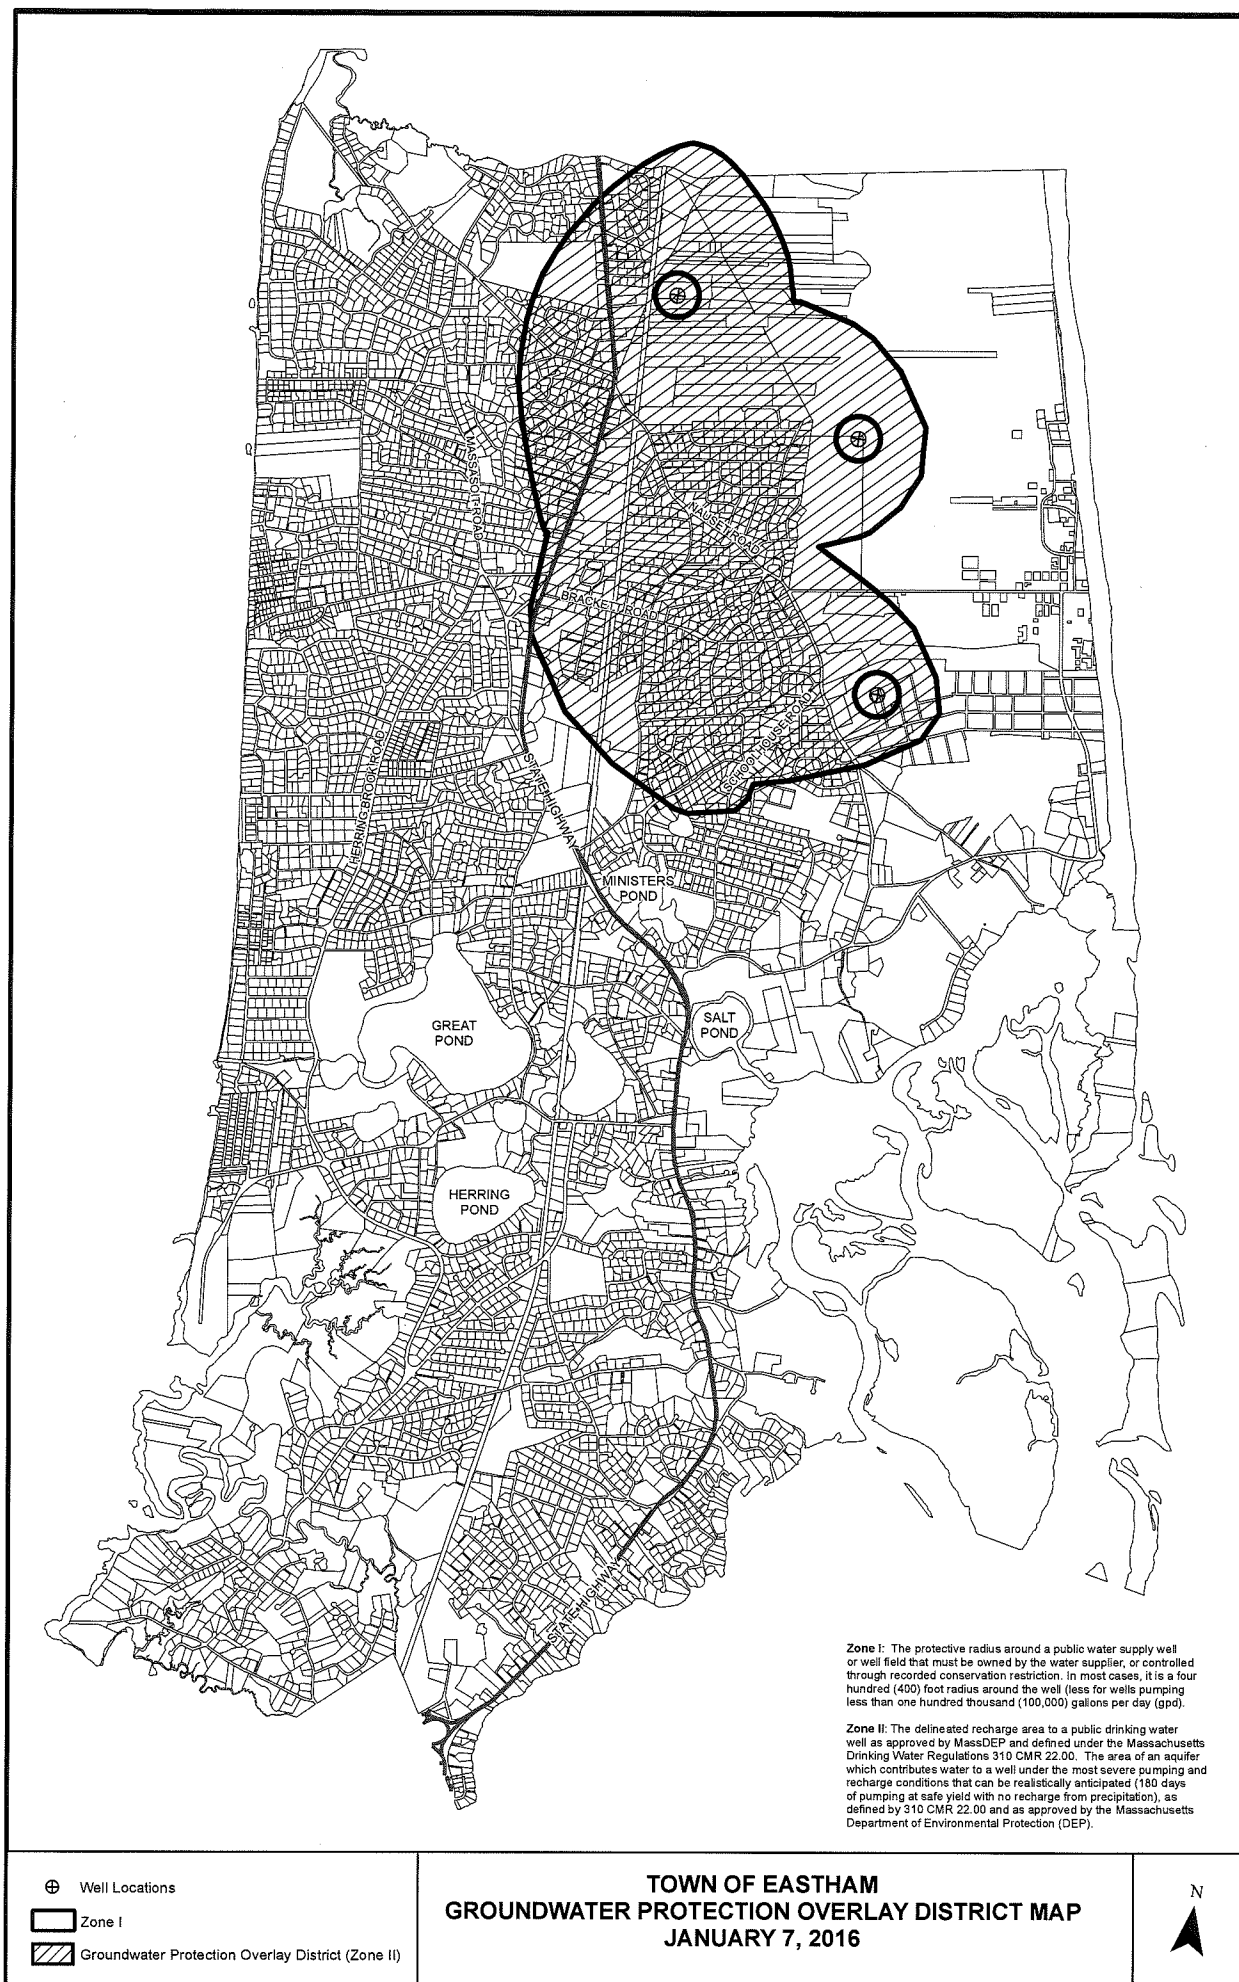 MASSASOIT ROAD
NAUSET ROAD
BRACKETT ROAD
SCHOOLHOUSE ROAD
HERRING BROOK ROAD
STATE HIGHWAY
MINISTERS
POND
GREAT
POND
SALT
POND
HERRING
POND
STATE HIGHWAY
Zone I: The protective radius around a public water supply well
or well field that must be owned by the water supplier, or controlled
through recorded conservation restriction. In most cases, it is a four
hundred (400) foot radius around the well (less for wells pumping
less than one hundred thousand (100,000) gallons per day (gpd).
Zone II: The delineated recharge area to a public drinking water
well as approved by MassDEP and defined under the Massachusetts
Drinking Water Regulations 310 CMR 22.00. The area of an aquifer
which contributes water to a well under the most severe pumping and
recharge conditions that can be realistically anticipated (180 days
of pumping at safe yield with no recharge from precipitation), as
defined by 310 CMR 22.00 and as approved by the Massachusetts
Department of Environmental Protection (DEP).
Well Locations
Zone I
Groundwater Protection Overlay District (Zone II)
TOWN OF EASTHAM
GROUNDWATER PROTECTION OVERLAY DISTRICT MAP
JANUARY 7, 2016
N